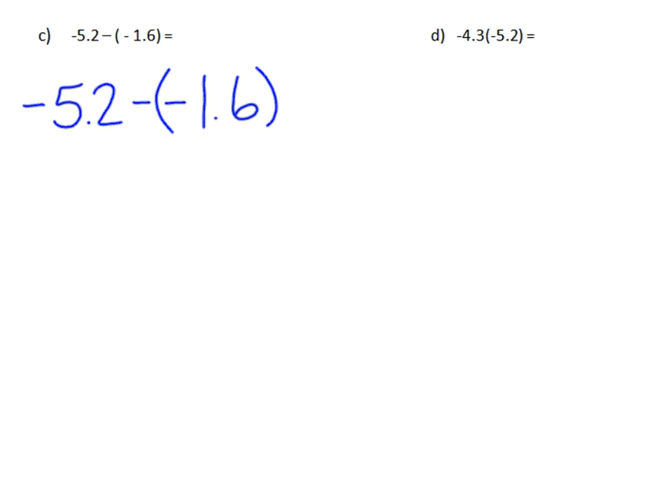 c) -5.2 – ( - 1.6) =
d) -4.3(-5.2) =
-5.2 -(-1.6)